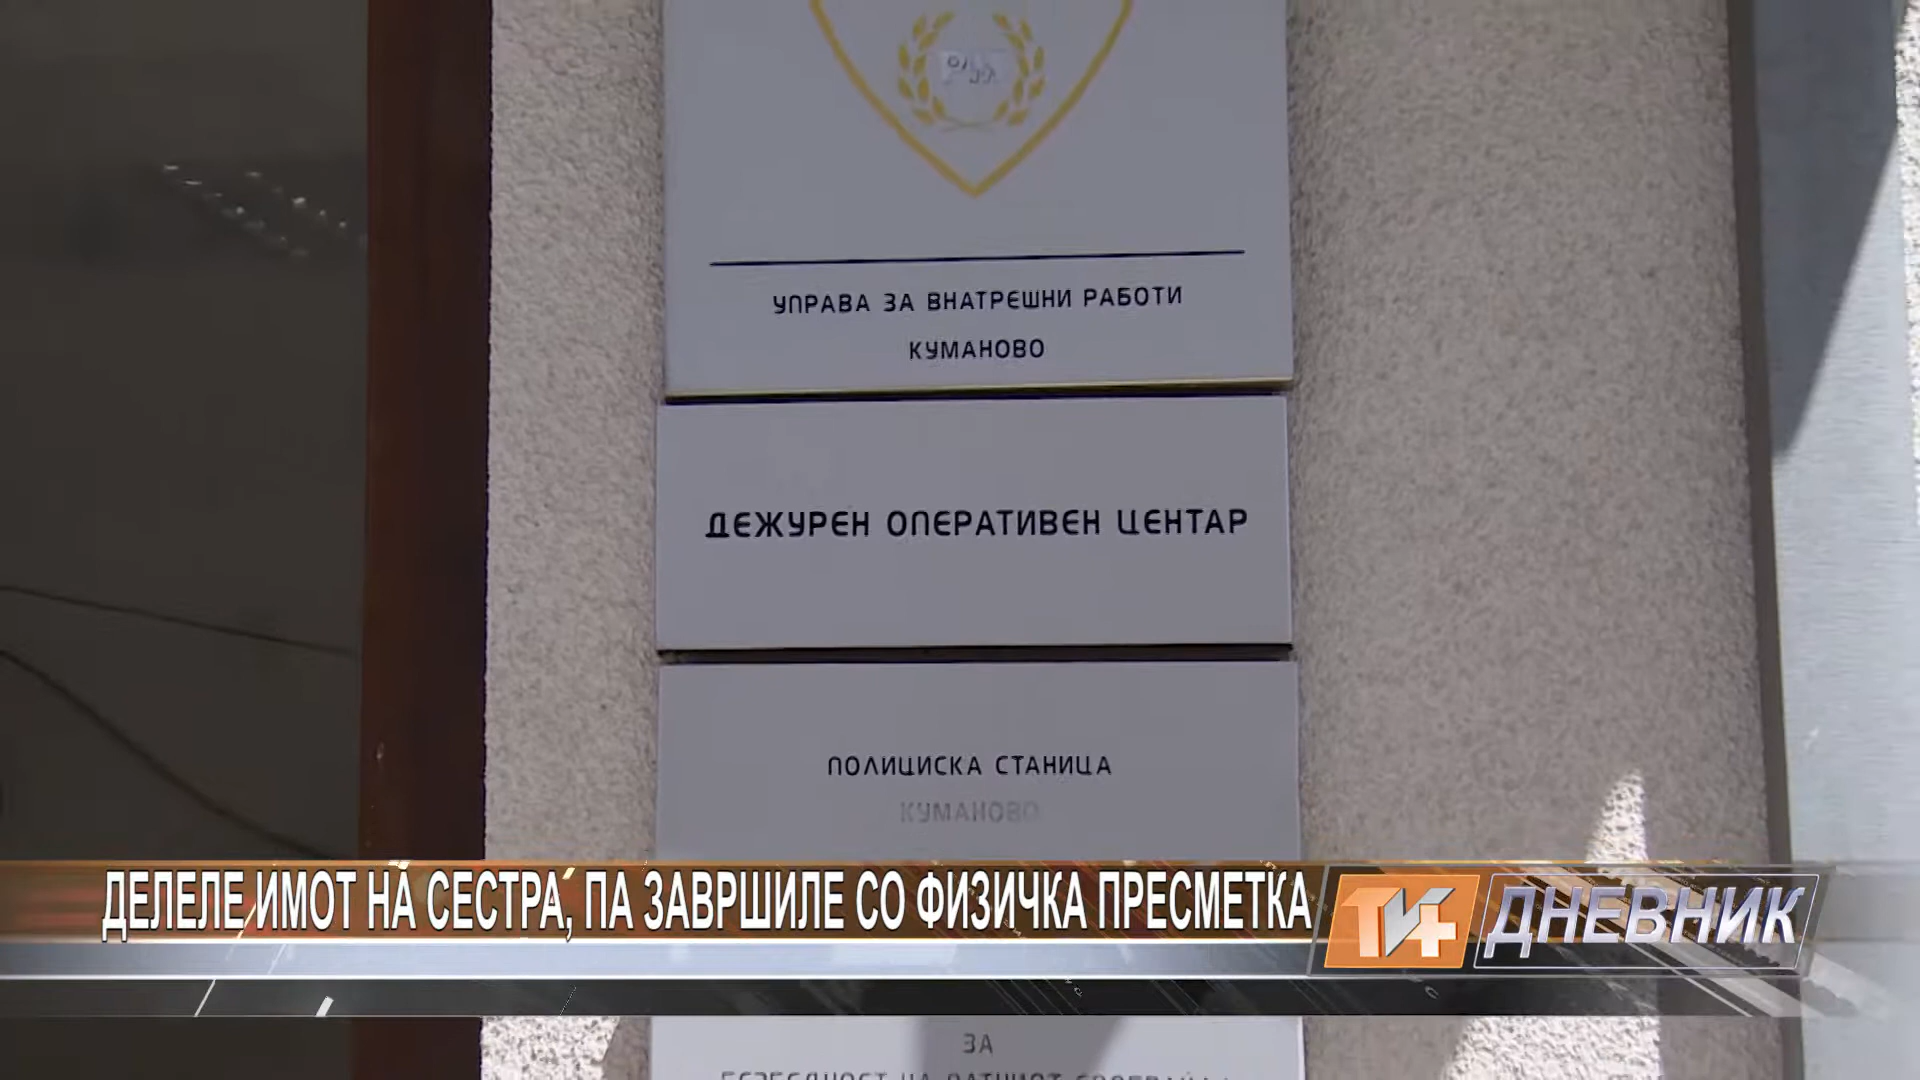 УПРАВА ЗА ВНАТРЕШНИ РАБОТИ
КУМАНОВО
ДЕЖУРЕН ОПЕРАТИВЕН ЦЕНТАР
ПОЛИЦИСКА СТАНИЦА
КУМАНОВО
ДЕЛЕЛЕ ИМОТ НА СЕСТРА, ПА ЗАВРШИЛЕ СО ФИЗИЧКА ПРЕСМЕТКА
ТV4 ДНЕВНИК
ЗА